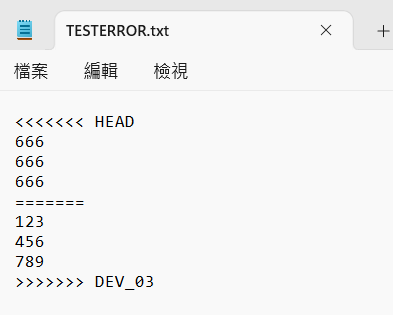 TESTERROR.txt
檔案 編輯 檢視
<<<<<<< HEAD
666
666
666
=======
123
456
789
>>>>>>> DEV_03